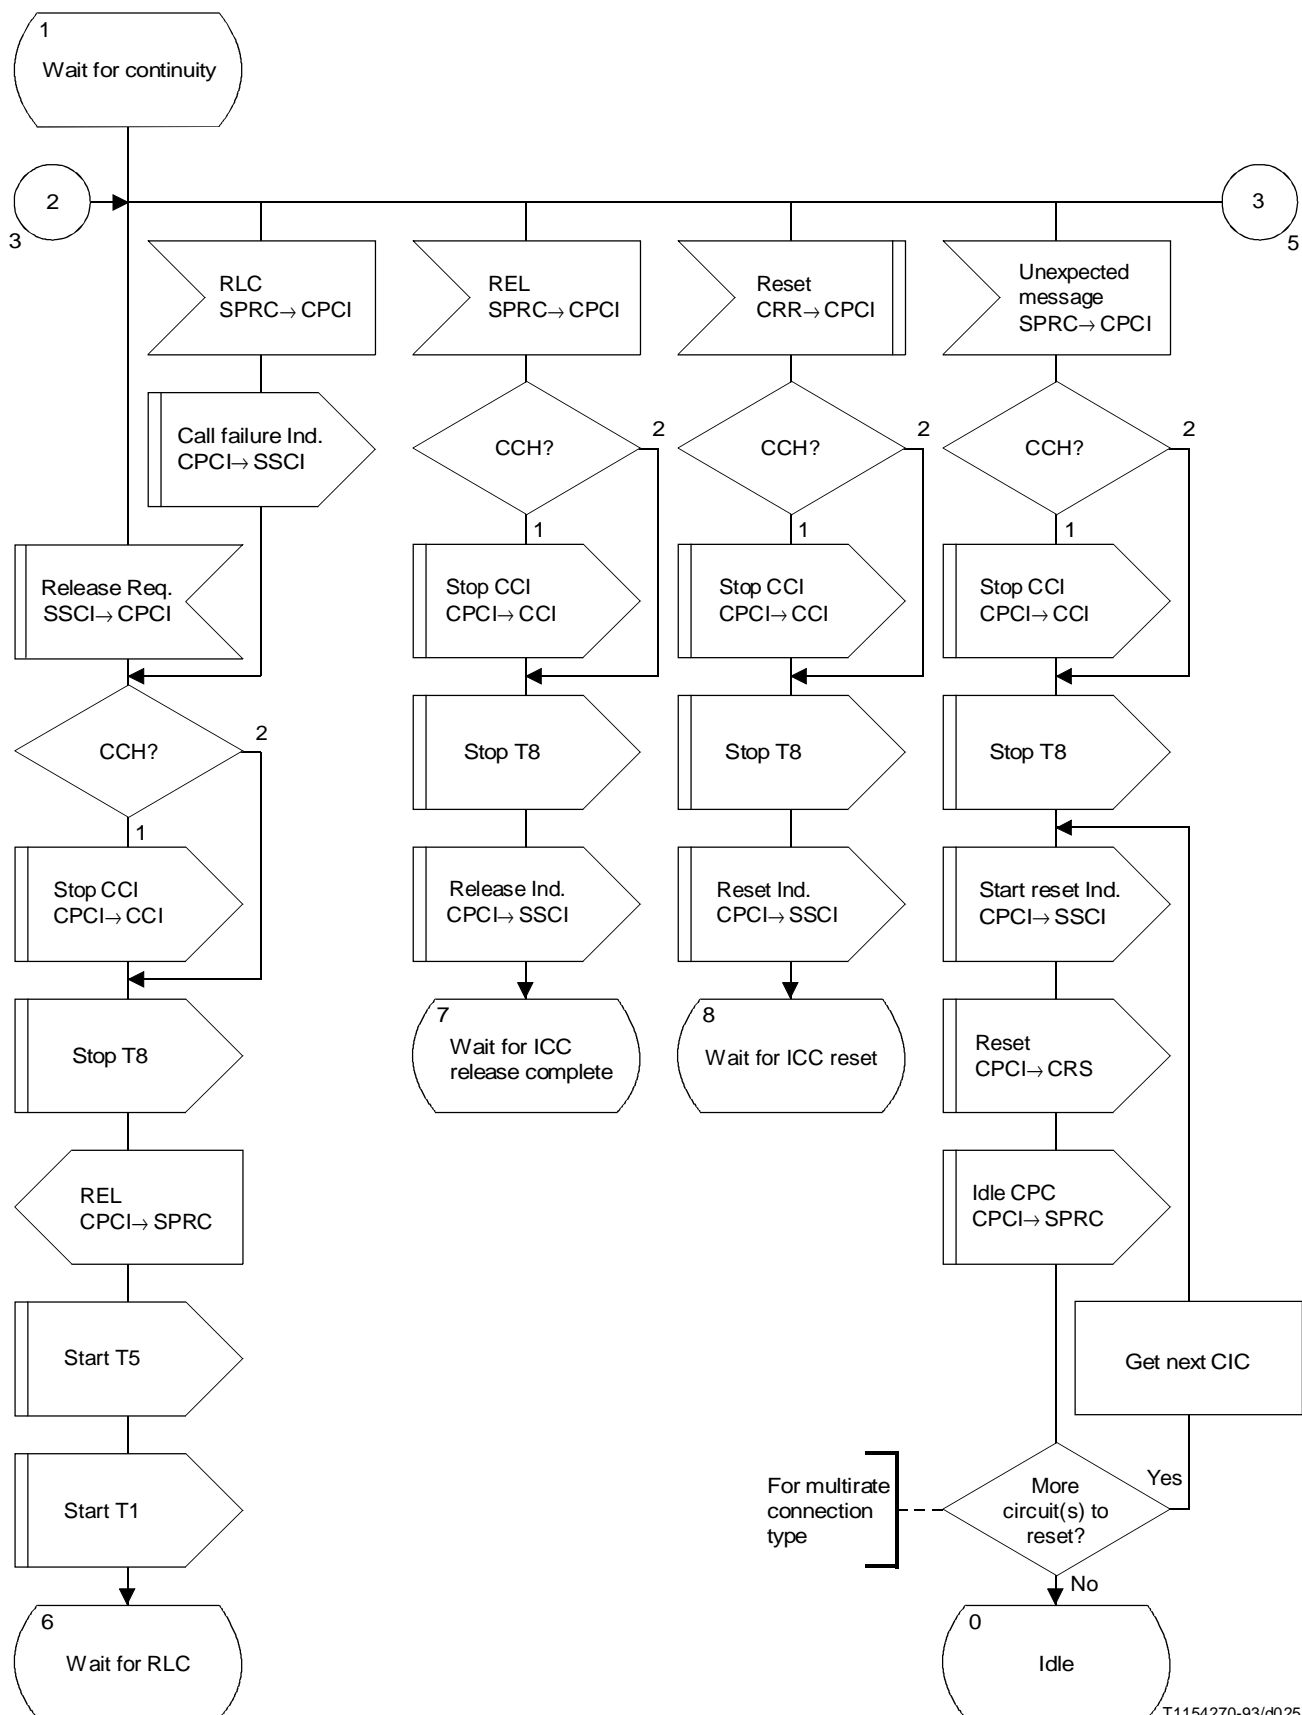 1
Wait for continuity
2
3
3
5
RLC
SPRC→ CPCI
REL
SPRC→ CPCI
Reset
CRR→ CPCI
Unexpected
message
SPRC→ CPCI
Call failure Ind.
CPCI→ SSCI
CCH?
2
1
CCH?
2
1
CCH?
2
1
Release Req.
SSCI→ CPCI
Stop CCI
CPCI→ CCI
Stop CCI
CPCI→ CCI
Stop CCI
CPCI→ CCI
CCH?
2
1
Stop T8
Stop T8
Stop T8
Stop CCI
CPCI→ CCI
Release Ind.
CPCI→ SSCI
Reset Ind.
CPCI→ SSCI
Start reset Ind.
CPCI→ SSCI
Stop T8
7
Wait for ICC
release complete
8
Wait for ICC reset
Reset
CPCI→ CRS
REL
CPCI→ SPRC
Idle CPC
CPCI→ SPRC
Start T5
Get next CIC
Start T1
For multirate
connection
type
More
circuit(s) to
reset?
Yes
No
6
Wait for RLC
0
Idle
T1154270-93/d025